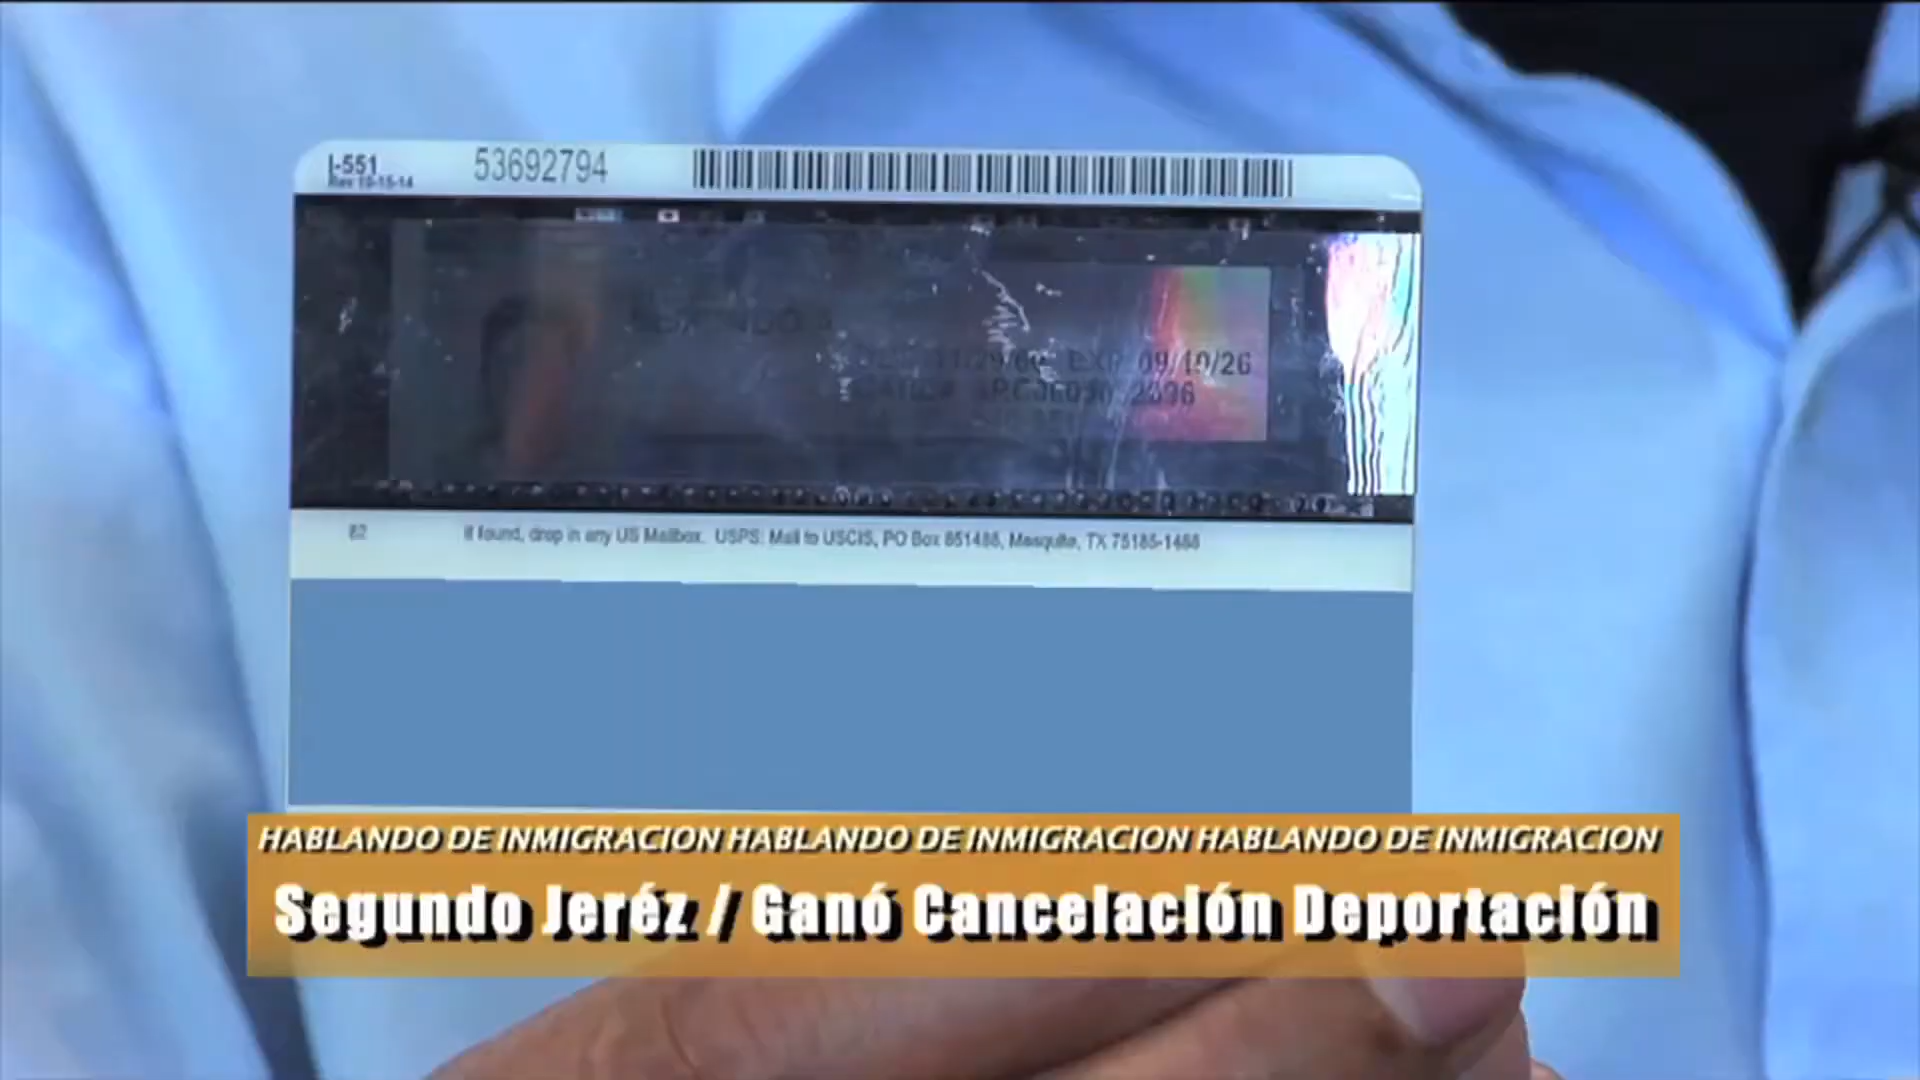 I-551
Rev 10-15-14
53692794
EXP 09/10/26
82
If found, drop in any US Mailbox. USPS: Mail to USCIS, PO Box 851488, Mesquite, TX 75185-1488
HABLANDO DE INMIGRACION HABLANDO DE INMIGRACION HABLANDO DE INMIGRACION
Segundo Jeréz / Ganó Cancelación Deportación